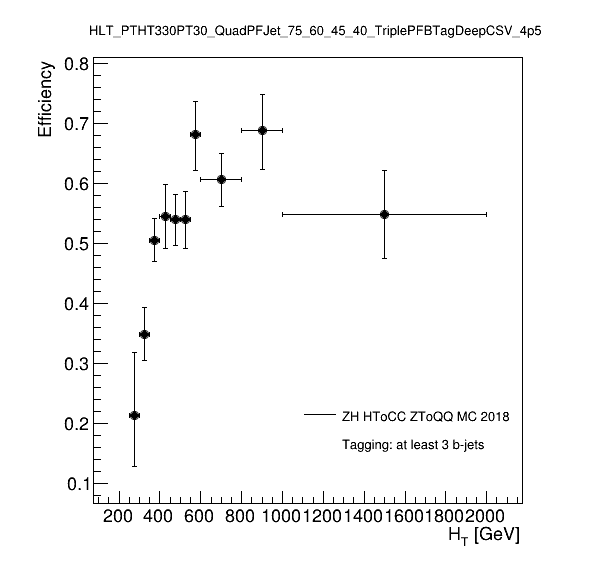 HLT_PTHT330PT30_QuadPFJet_75_60_45_40_TriplePFBTagDeepCSV_4p5
Efficiency
0.8
0.7
0.6
0.5
0.4
0.3
0.2
0.1
ZH HToCC ZToQQ MC 2018
Tagging: at least 3 b-jets
200 400 600 800 1000 1200 1400 1600 1800 2000
H_T [GeV]